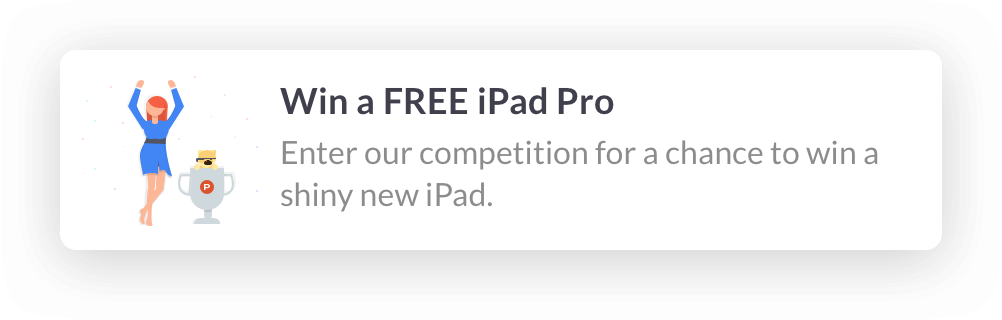 Win a FREE iPad Pro
Enter our competition for a chance to win a
shiny new iPad.
P